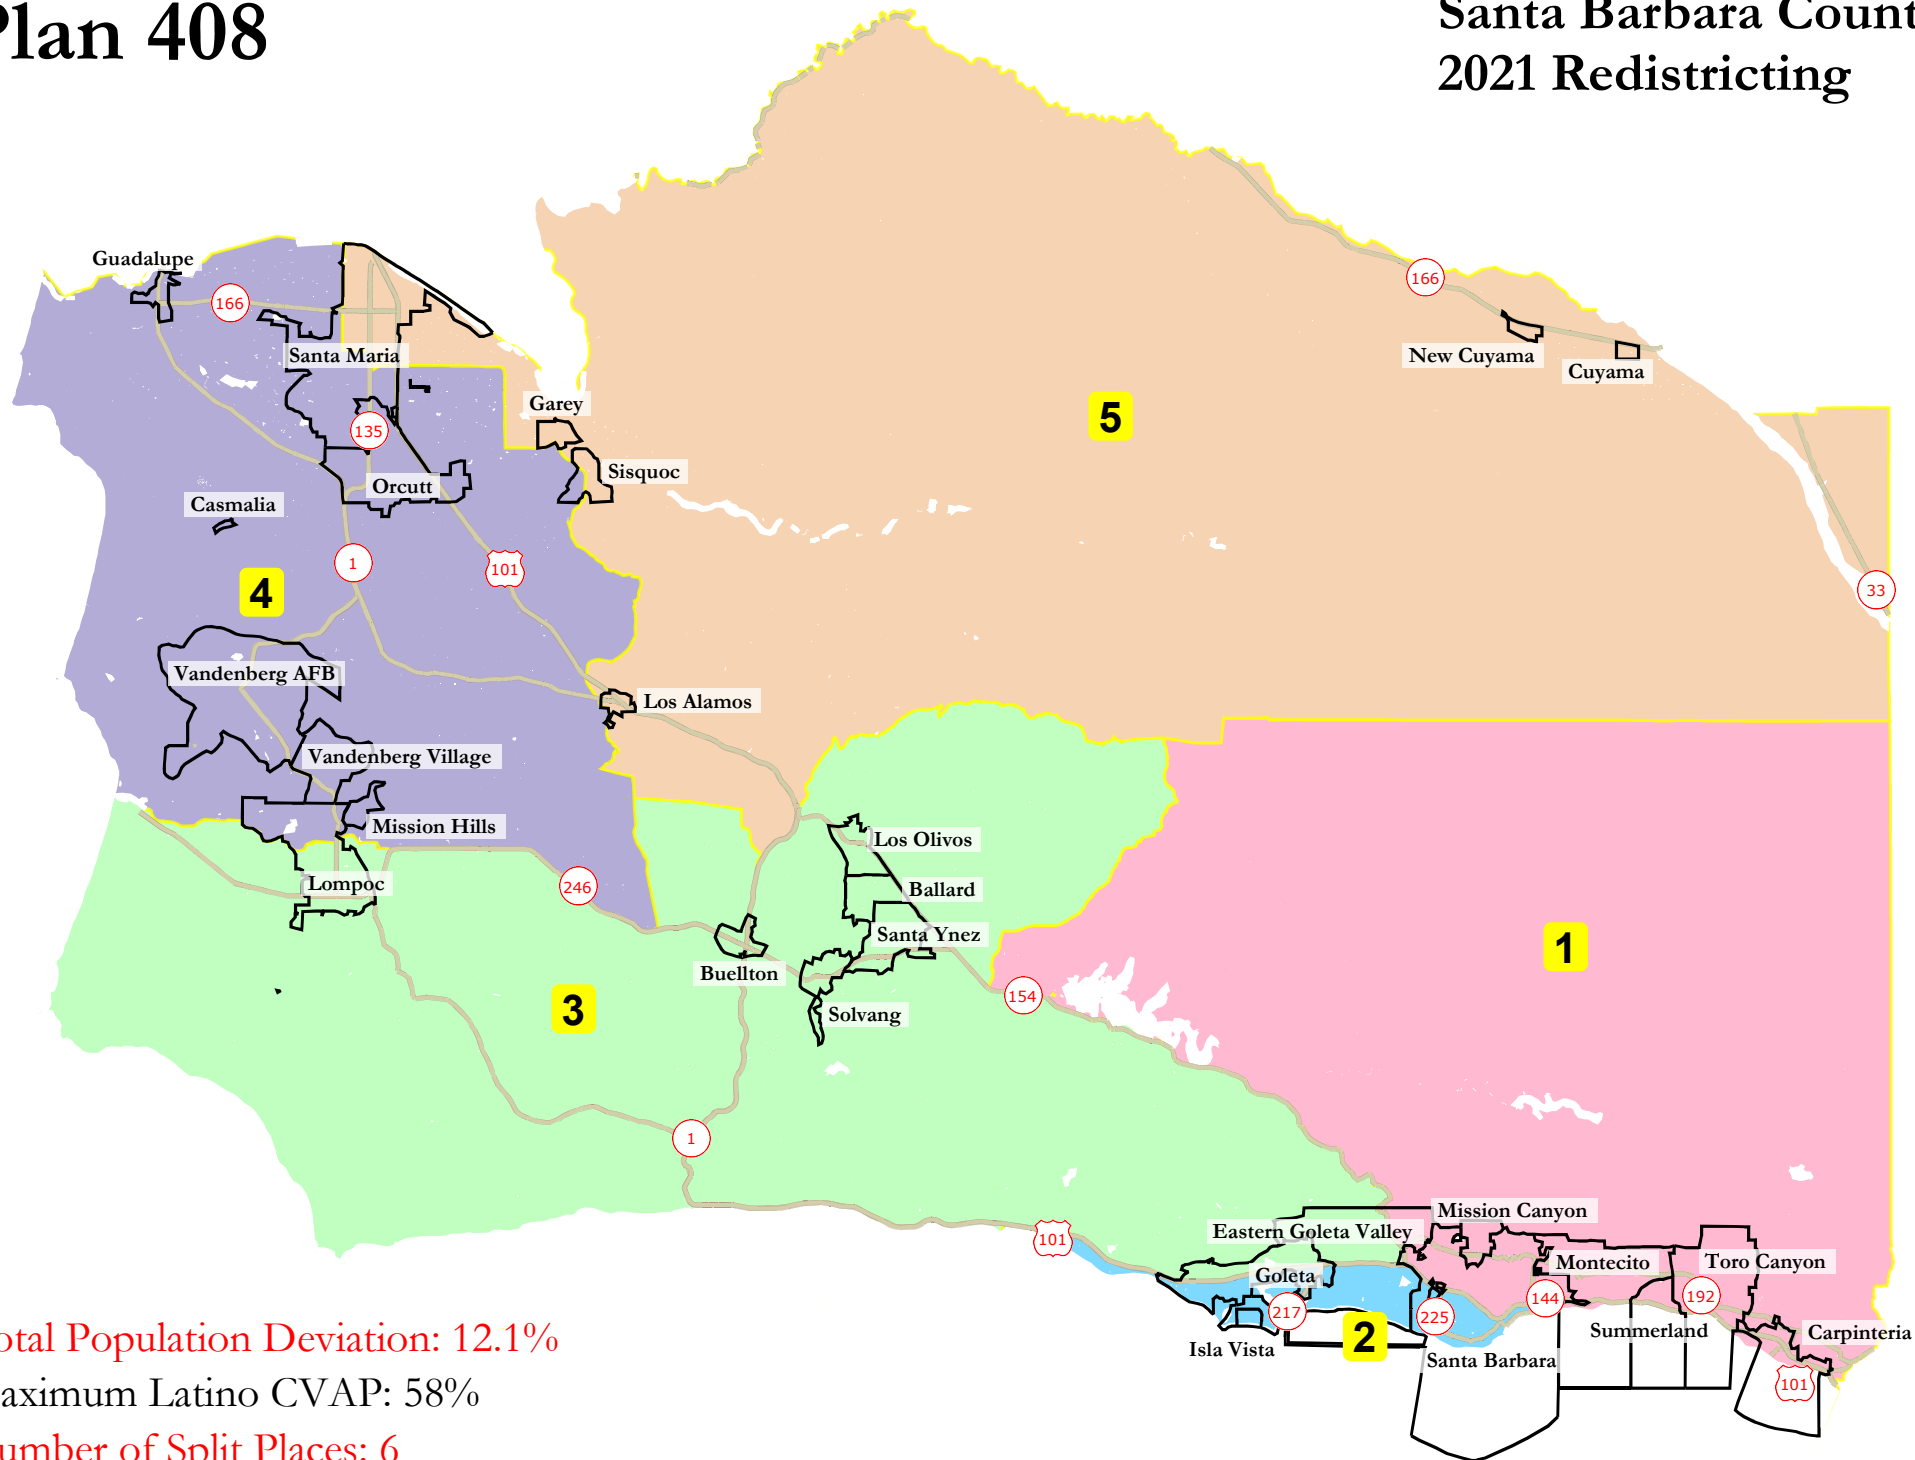 Plan 408
Santa Barbara Count
2021 Redistricting
Guadalupe
166
166
Santa Maria
New Cuyama
Cuyama
Garey
5
135
Sisquoc
Orcutt
Casmalia
1
101
4
33
Vandenberg AFB
Los Alamos
Vandenberg Village
Mission Hills
Los Olivos
Lompoc
246
Ballard
Santa Ynez
1
Buellton
154
3
Solvang
1
Mission Canyon
Eastern Goleta Valley
101
Montecito
Toro Canyon
Goleta
217
144
192
225
2
Summerland
Carpinteria
Isla Vista
Santa Barbara
101
otal Population Deviation: 12.1%
aximum Latino CVAP: 58%
umber of Split Places: 6